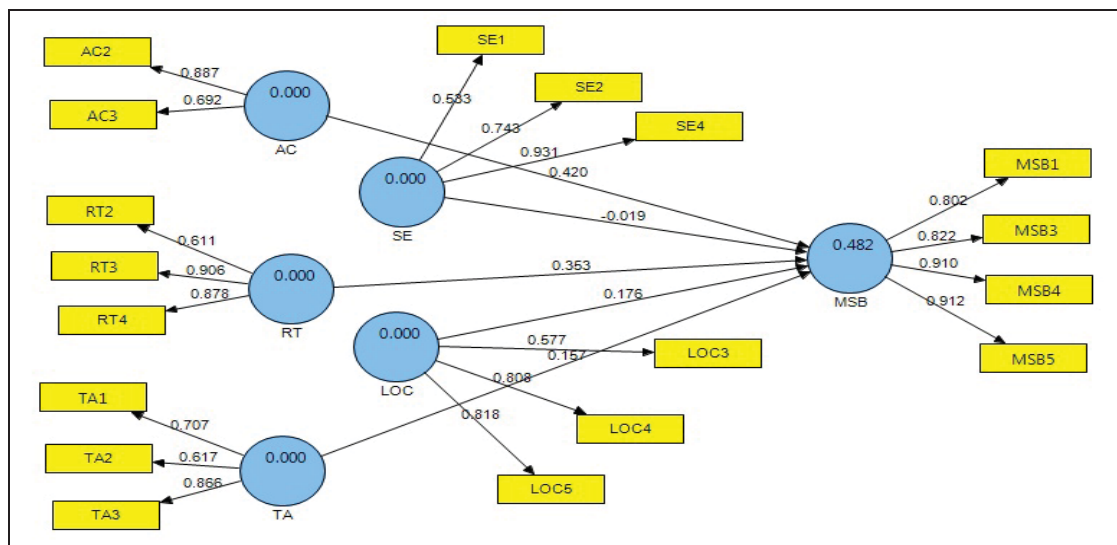 SE1
AC2
0.887
0.000
0.533
SE2
AC3
0.692
0.743
SE4
AC
0.931
0.000
0.420
MSB1
SE
-0.019
0.802
RT2
0.482
0.822
MSB3
0.611
RT3
0.906
0.000
0.353
MSB
0.910
MSB4
0.878
0.176
0.912
RT4
RT
0.000
0.577
LOC3
MSB5
0.157
LOC
0.808
TA1
0.707
0.818
LOC4
TA2
0.617
0.000
0.866
LOC5
TA3
TA